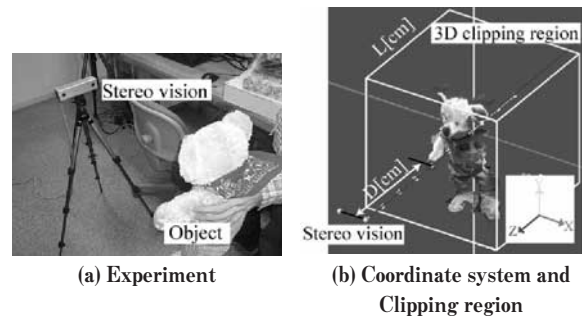 Stereo vision
Object
(a) Experiment
L[cm]
3D clipping region
D[cm]
Stereo vision
Z
X
(b) Coordinate system and
Clipping region